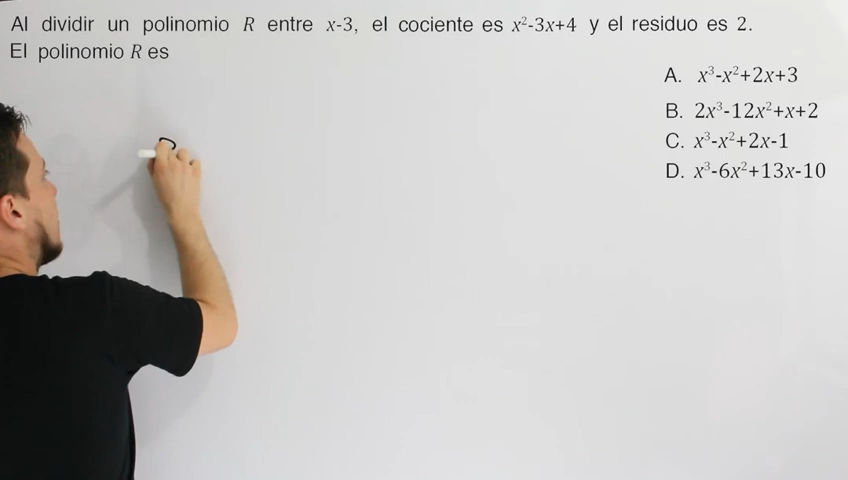 Al dividir un polinomio R entre x-3, el cociente es x²-3x+4 y el residuo es 2.
El polinomio R es
A. x³-x²+2x+3
B. 2x³-12x²+x+2
C. x³-x²+2x-1
D. x³-6x²+13x-10